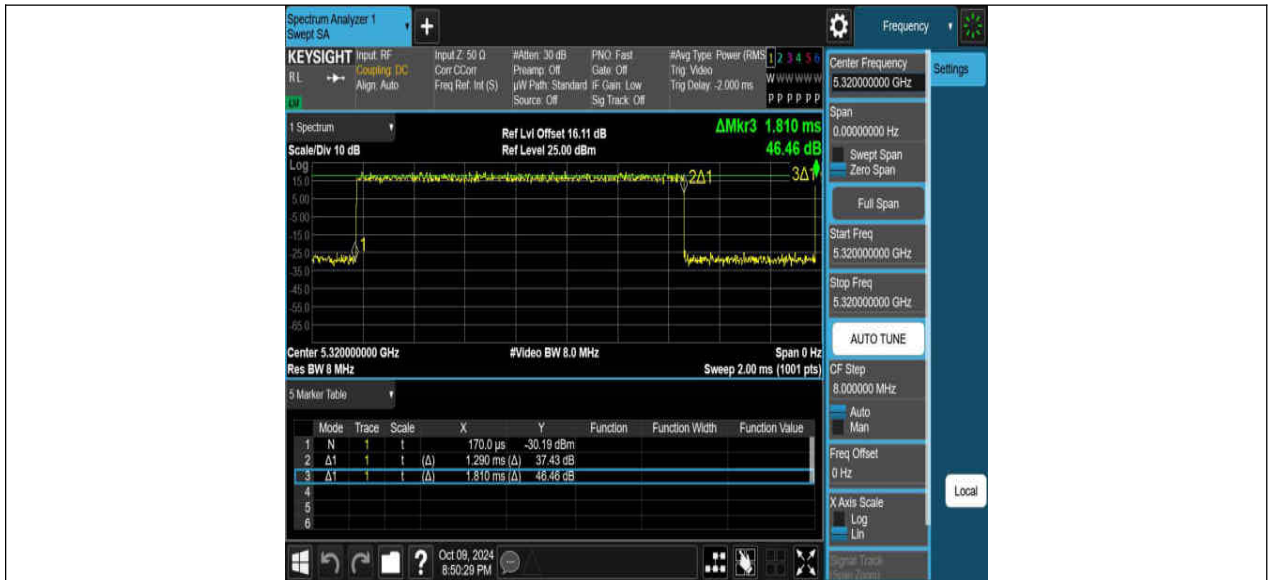 Spectrum Analyzer 1
Swept SA
+
Frequency
KEYSIGHT
RL
Input: RF
Coupling: DC
Align: Auto
Input Z: 50 Ω
Corr CCorr
Freq Ref: Int (S)
#Atten: 30 dB
Preamp: Off
µW Path: Standard
Source: Off
PNO: Fast
Gate: Off
IF Gain: Low
Sig Track: Off
#Avg Type: Power (RMS
Trig: Video
Trig Delay: -2.000 ms
1 2 3 4 5 6
W W W W W W
P P P P P P
Settings
Center Frequency
5.320000000 GHz
Span
0.00000000 Hz
Swept Span
Zero Span
Full Span
Start Freq
5.320000000 GHz
Stop Freq
5.320000000 GHz
AUTO TUNE
CF Step
8.000000 MHz
Auto
Man
Freq Offset
0 Hz
X Axis Scale
Log
Lin
Signal Track
(Span Zoom)
Local
1 Spectrum
Scale/Div 10 dB
Ref Lvl Offset 16.11 dB
Ref Level 25.00 dBm
ΔMkr3 1.810 ms
46.46 dB
Log
15.0
5.00
-5.00
-15.0
-25.0
-35.0
-45.0
-55.0
-65.0
1
2Δ1
3Δ1
Center 5.320000000 GHz
#Video BW 8.0 MHz
Span 0 Hz
Res BW 8 MHz
Sweep 2.00 ms (1001 pts)
5 Marker Table
Mode Trace Scale X Y Function Function Width Function Value
1 N 1 t 170.0 µs -30.19 dBm
2 Δ1 1 t (Δ) 1.290 ms (Δ) 37.43 dB
3 Δ1 1 t (Δ) 1.810 ms (Δ) 46.46 dB
4
5
6
?
Oct 09, 2024
8:50:29 PM